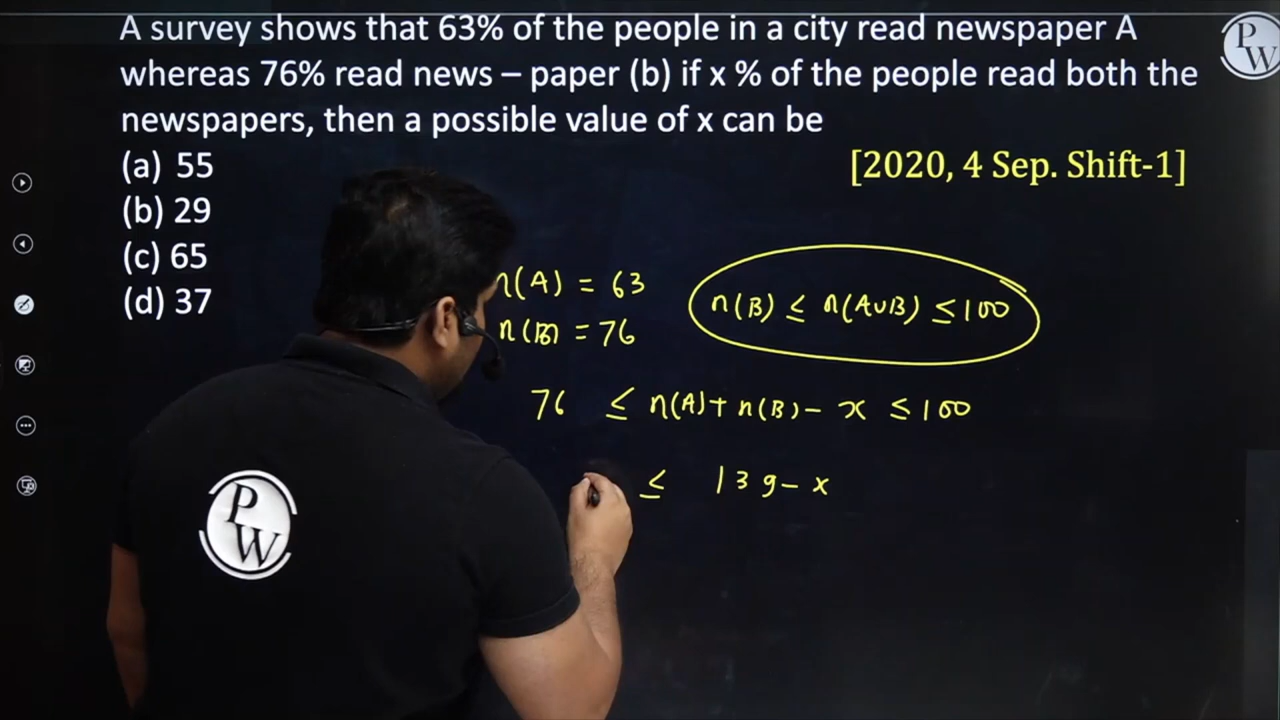 A survey shows that 63% of the people in a city read newspaper A
whereas 76% read news – paper (b) if x % of the people read both the
newspapers, then a possible value of x can be
[2020, 4 Sep. Shift-1]
(a) 55
(b) 29
(c) 65
(d) 37
n(A) = 63
n(B) = 76
n(B) ≤ n(A∪B) ≤ 100
76 ≤ n(A)+ n(B) – x ≤ 100
≤ 139 – x
P
W
P
W